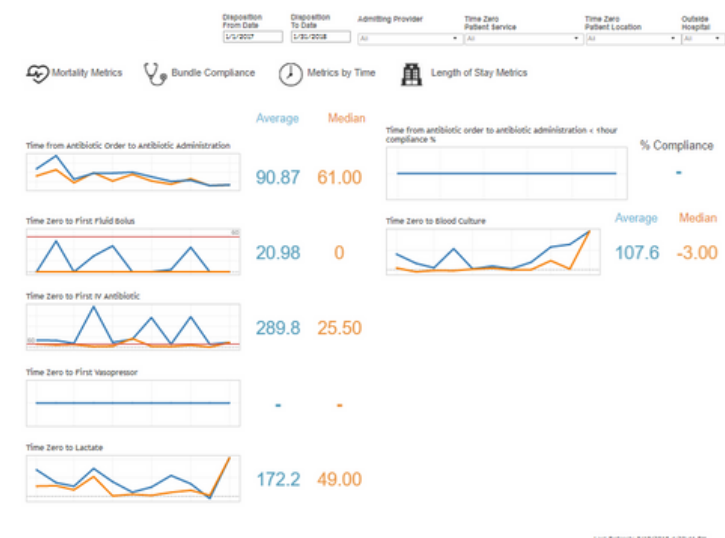 Disposition From Date
Disposition To Date
Admitting Provider
Time Zero Patient Service
Time Zero Patient Location
Outside Hospital
1/1/2017
1/31/2018
All
All
All
All
Mortality Metrics
Bundle Compliance
Metrics by Time
Length of Stay Metrics
Average
Median
Time from Antibiotic Order to Antibiotic Administration
90.87
61.00
Time from antibiotic order to antibiotic administration < 1hour
compliance %
% Compliance
-
Time Zero to First Fluid Bolus
60
20.98
0
Time Zero to Blood Culture
Average
Median
107.6
-3.00
Time Zero to First IV Antibiotic
60
289.8
25.50
Time Zero to First Vasopressor
-
-
Time Zero to Lactate
172.2
49.00